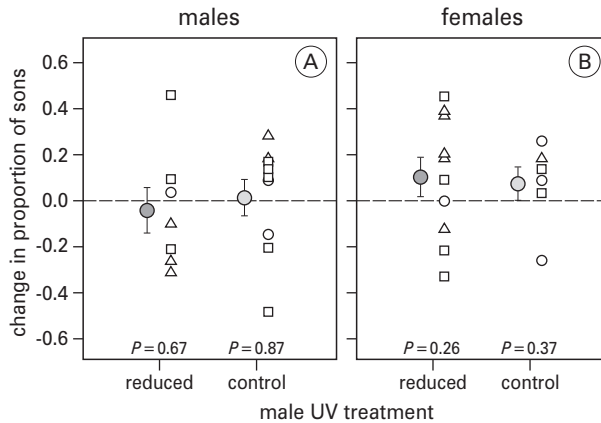 males females
A B
0.6
0.4
0.2
0.0
-0.2
-0.4
-0.6
change in proportion of sons
P = 0.67 P = 0.87 P = 0.26 P = 0.37
reduced control reduced control
male UV treatment